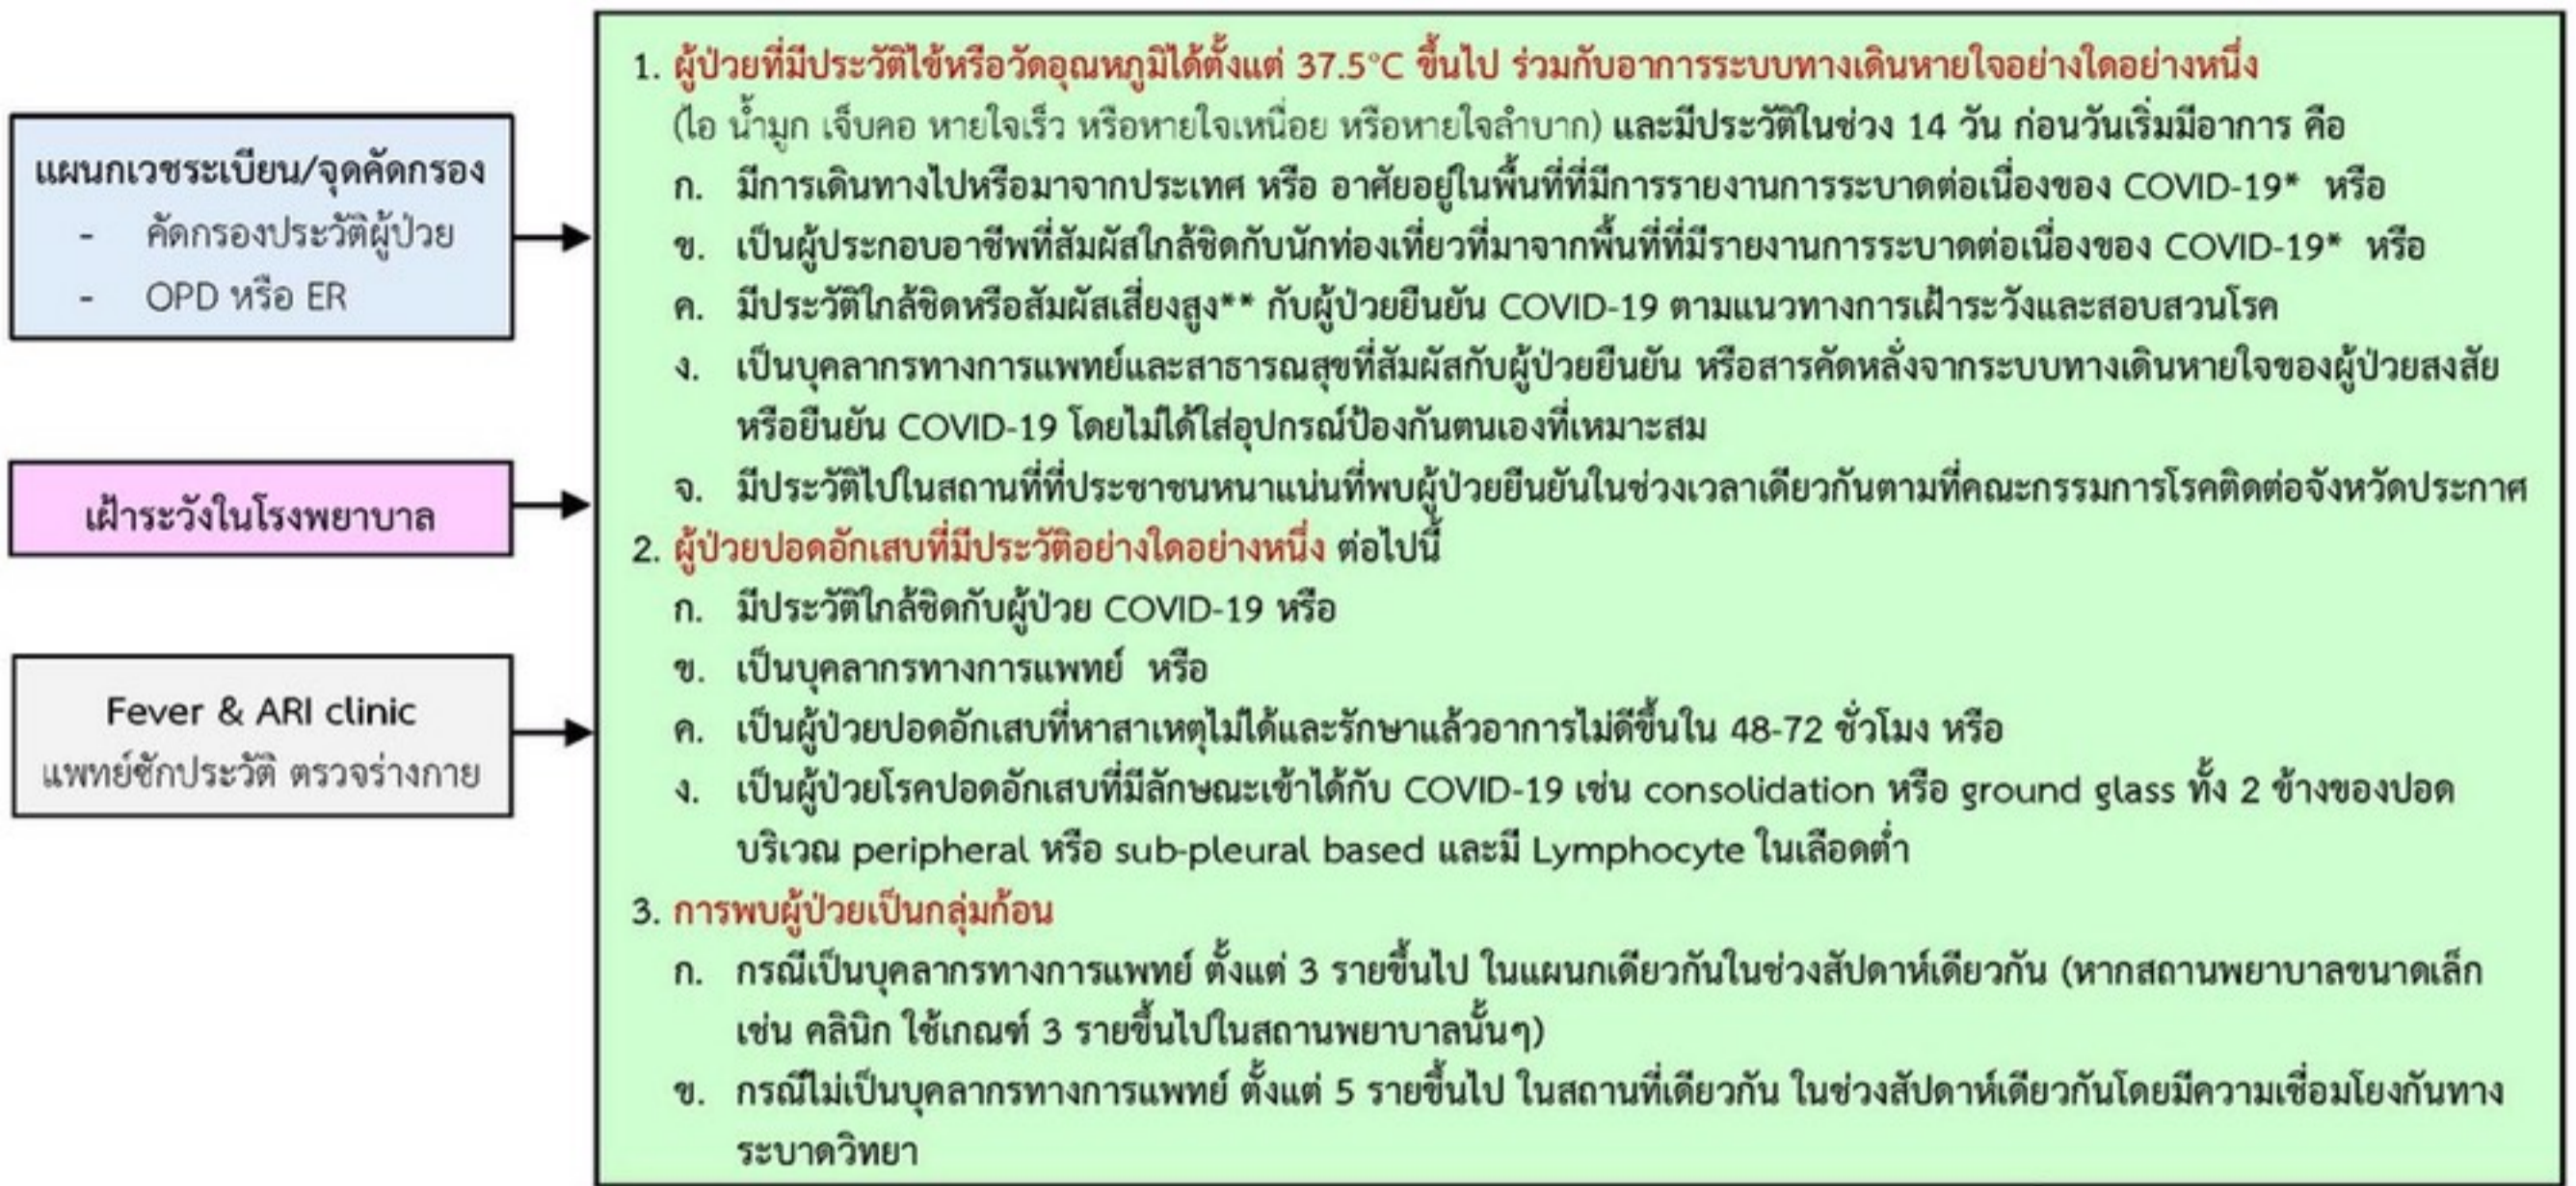 แผนกเวชระเบียน/จุดคัดกรอง
- คัดกรองประวัติผู้ป่วย
- OPD หรือ ER
เฝ้าระวังในโรงพยาบาล
Fever & ARI clinic
แพทย์ซักประวัติ ตรวจร่างกาย
1. ผู้ป่วยที่มีประวัติไข้หรือวัดอุณหภูมิได้ตั้งแต่ 37.5°C ขึ้นไป ร่วมกับอาการระบบทางเดินหายใจอย่างใดอย่างหนึ่ง
(ไอ น้ำมูก เจ็บคอ หายใจเร็ว หรือหายใจเหนื่อย หรือหายใจลำบาก) และมีประวัติในช่วง 14 วัน ก่อนวันเริ่มมีอาการ คือ
ก. มีการเดินทางไปหรือมาจากประเทศ หรือ อาศัยอยู่ในพื้นที่ที่มีการรายงานการระบาดต่อเนื่องของ COVID-19* หรือ
ข. เป็นผู้ประกอบอาชีพที่สัมผัสใกล้ชิดกับนักท่องเที่ยวที่มาจากพื้นที่ที่มีรายงานการระบาดต่อเนื่องของ COVID-19* หรือ
ค. มีประวัติใกล้ชิดหรือสัมผัสเสี่ยงสูง** กับผู้ป่วยยืนยัน COVID-19 ตามแนวทางการเฝ้าระวังและสอบสวนโรค
ง. เป็นบุคลากรทางการแพทย์และสาธารณสุขที่สัมผัสกับผู้ป่วยยืนยัน หรือสารคัดหลั่งจากระบบทางเดินหายใจของผู้ป่วยสงสัย
หรือยืนยัน COVID-19 โดยไม่ได้ใส่อุปกรณ์ป้องกันตนเองที่เหมาะสม
จ. มีประวัติไปในสถานที่ที่ประชาชนหนาแน่นที่พบผู้ป่วยยืนยันในช่วงเวลาเดียวกันตามที่คณะกรรมการโรคติดต่อจังหวัดประกาศ
2. ผู้ป่วยปอดอักเสบที่มีประวัติอย่างใดอย่างหนึ่ง ต่อไปนี้
ก. มีประวัติใกล้ชิดกับผู้ป่วย COVID-19 หรือ
ข. เป็นบุคลากรทางการแพทย์ หรือ
ค. เป็นผู้ป่วยปอดอักเสบที่หาสาเหตุไม่ได้และรักษาแล้วอาการไม่ดีขึ้นใน 48-72 ชั่วโมง หรือ
ง. เป็นผู้ป่วยโรคปอดอักเสบที่มีลักษณะเข้าได้กับ COVID-19 เช่น consolidation หรือ ground glass ทั้ง 2 ข้างของปอด
บริเวณ peripheral หรือ sub-pleural based และมี Lymphocyte ในเลือดต่ำ
3. การพบผู้ป่วยเป็นกลุ่มก้อน
ก. กรณีเป็นบุคลากรทางการแพทย์ ตั้งแต่ 3 รายขึ้นไป ในแผนกเดียวกันในช่วงสัปดาห์เดียวกัน (หากสถานพยาบาลขนาดเล็ก
เช่น คลินิก ใช้เกณฑ์ 3 รายขึ้นไปในสถานพยาบาลนั้นๆ)
ข. กรณีไม่เป็นบุคลากรทางการแพทย์ ตั้งแต่ 5 รายขึ้นไป ในสถานที่เดียวกัน ในช่วงสัปดาห์เดียวกันโดยมีความเชื่อมโยงกันทาง
ระบาดวิทยา